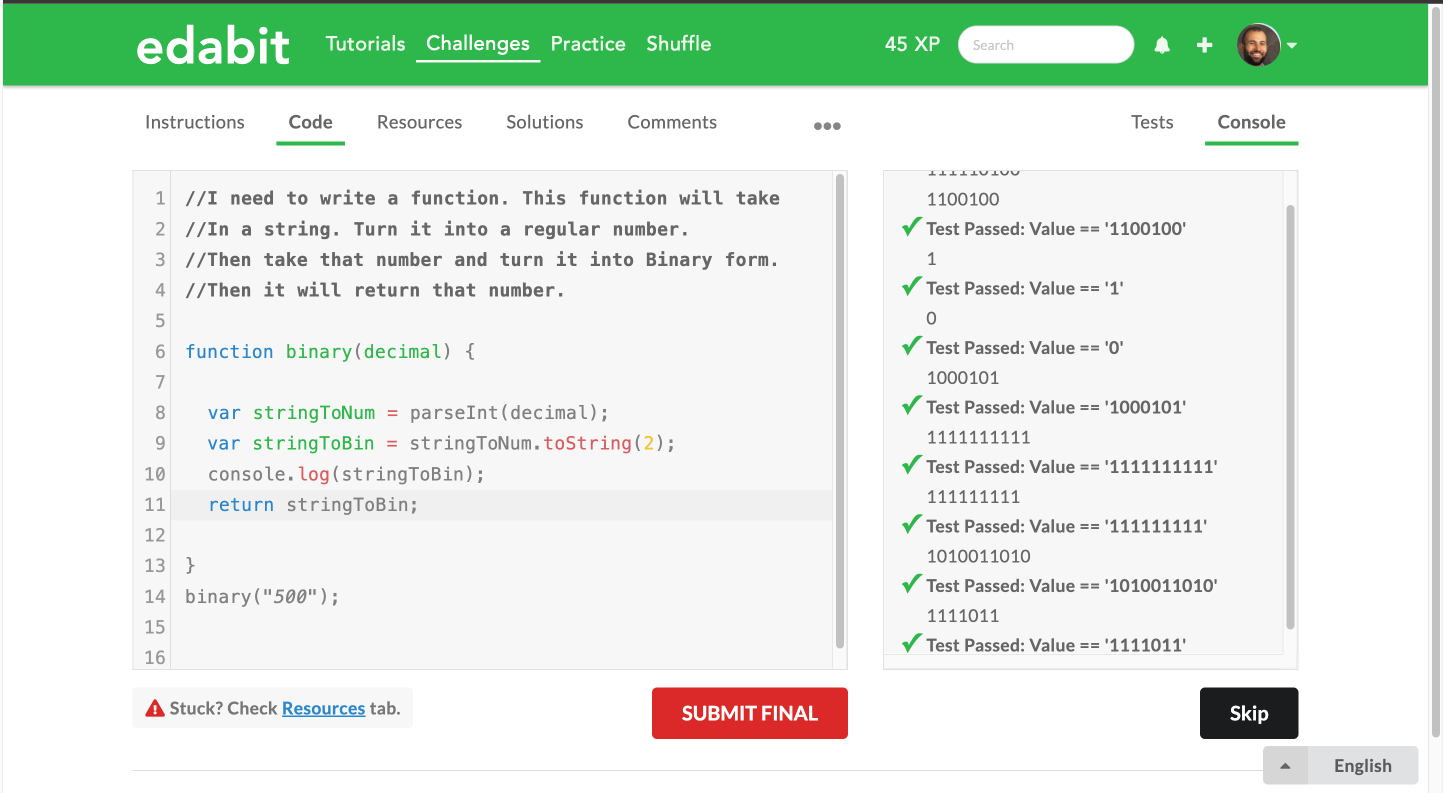 edabit Tutorials Challenges Practice Shuffle 45 XP Search
Instructions Code Resources Solutions Comments Tests Console
1 //I need to write a function. This function will take
2 //In a string. Turn it into a regular number.
3 //Then take that number and turn it into Binary form.
4 //Then it will return that number.
5
6 function binary(decimal) {
7
8 var stringToNum = parseInt(decimal);
9 var stringToBin = stringToNum.toString(2);
10 console.log(stringToBin);
11 return stringToBin;
12
13 }
14 binary("500");
15
16
111110100
1100100
Test Passed: Value == '1100100'
1
Test Passed: Value == '1'
0
Test Passed: Value == '0'
1000101
Test Passed: Value == '1000101'
1111111111
Test Passed: Value == '1111111111'
111111111
Test Passed: Value == '111111111'
1010011010
Test Passed: Value == '1010011010'
1111011
Test Passed: Value == '1111011'
Stuck? Check Resources tab.
SUBMIT FINAL
Skip
English